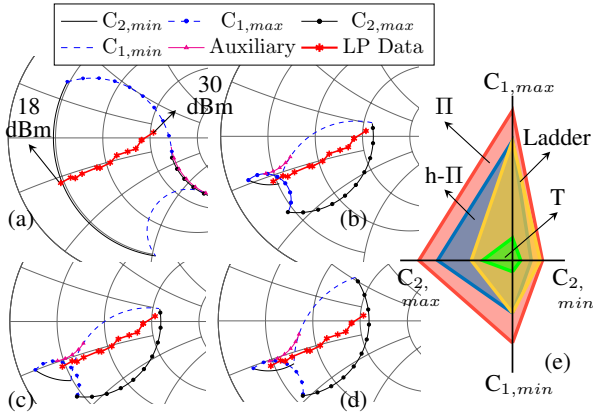 C2,min C1,max C2,max
C1,min Auxiliary LP Data
18 dBm
30 dBm
(a)
(b)
(c)
(d)
C1,max
Π
Ladder
h-Π
T
C2, max
C2, min
C1,min
(e)